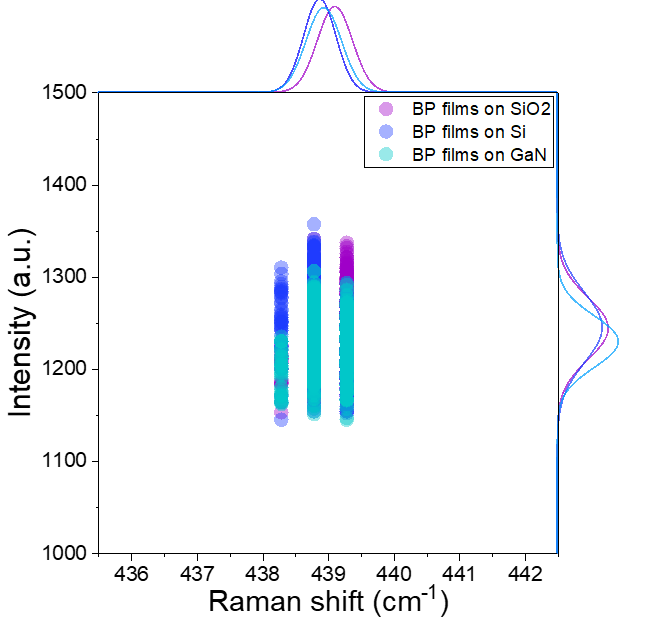 1500
1400
1300
1200
1100
1000
Intensity (a.u.)
BP films on SiO2
BP films on Si
BP films on GaN
436 437 438 439 440 441 442
Raman shift (cm⁻¹)